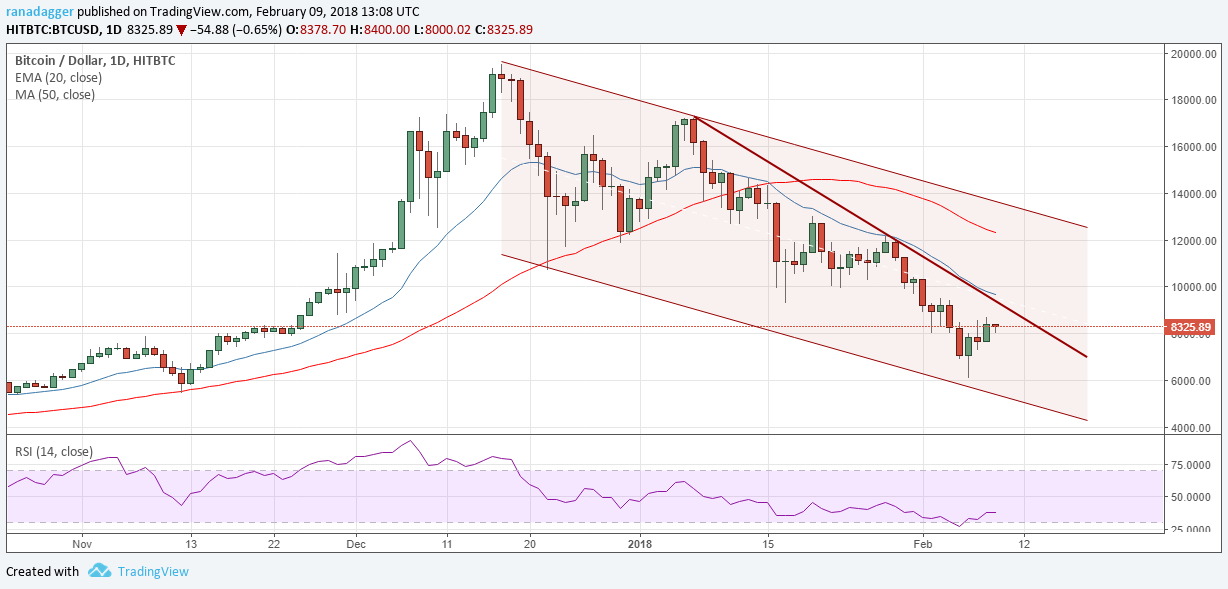 ranadagger published on TradingView.com, February 09, 2018 13:08 UTC
HITBTC:BTCUSD, 1D 8325.89 ▼ −54.88 (−0.65%) O:8378.70 H:8400.00 L:8000.02 C:8325.89
Bitcoin / Dollar, 1D, HITBTC
EMA (20, close)
MA (50, close)
20000.00
18000.00
16000.00
14000.00
12000.00
10000.00
8325.89
8000.00
6000.00
4000.00
RSI (14, close)
75.0000
50.0000
25.0000
Nov 13 22 Dec 11 20 2018 15 Feb 12
Created with TradingView